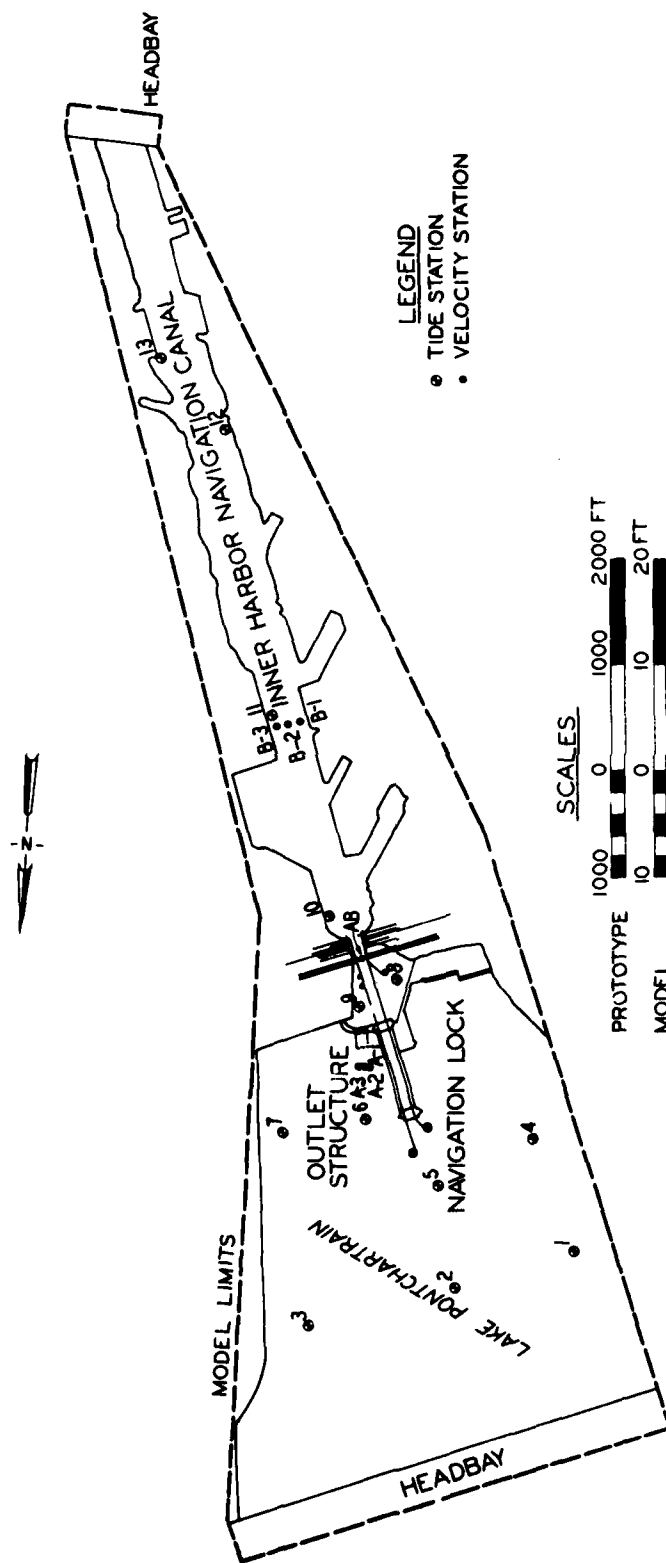 N
MODEL LIMITS
HEADBAY
LAKE PONTCHARTRAIN
1
2
3
4
5
6
7
OUTLET
STRUCTURE
NAVIGATION LOCK
A-3
A-2
8
9
10
AB
B-3
B-2
B-1
11
INNER HARBOR NAVIGATION CANAL
12
13
HEADBAY
LEGEND
TIDE STATION
VELOCITY STATION
SCALES
PROTOTYPE 1000 0 1000 2000 FT
MODEL 10 0 10 20 FT